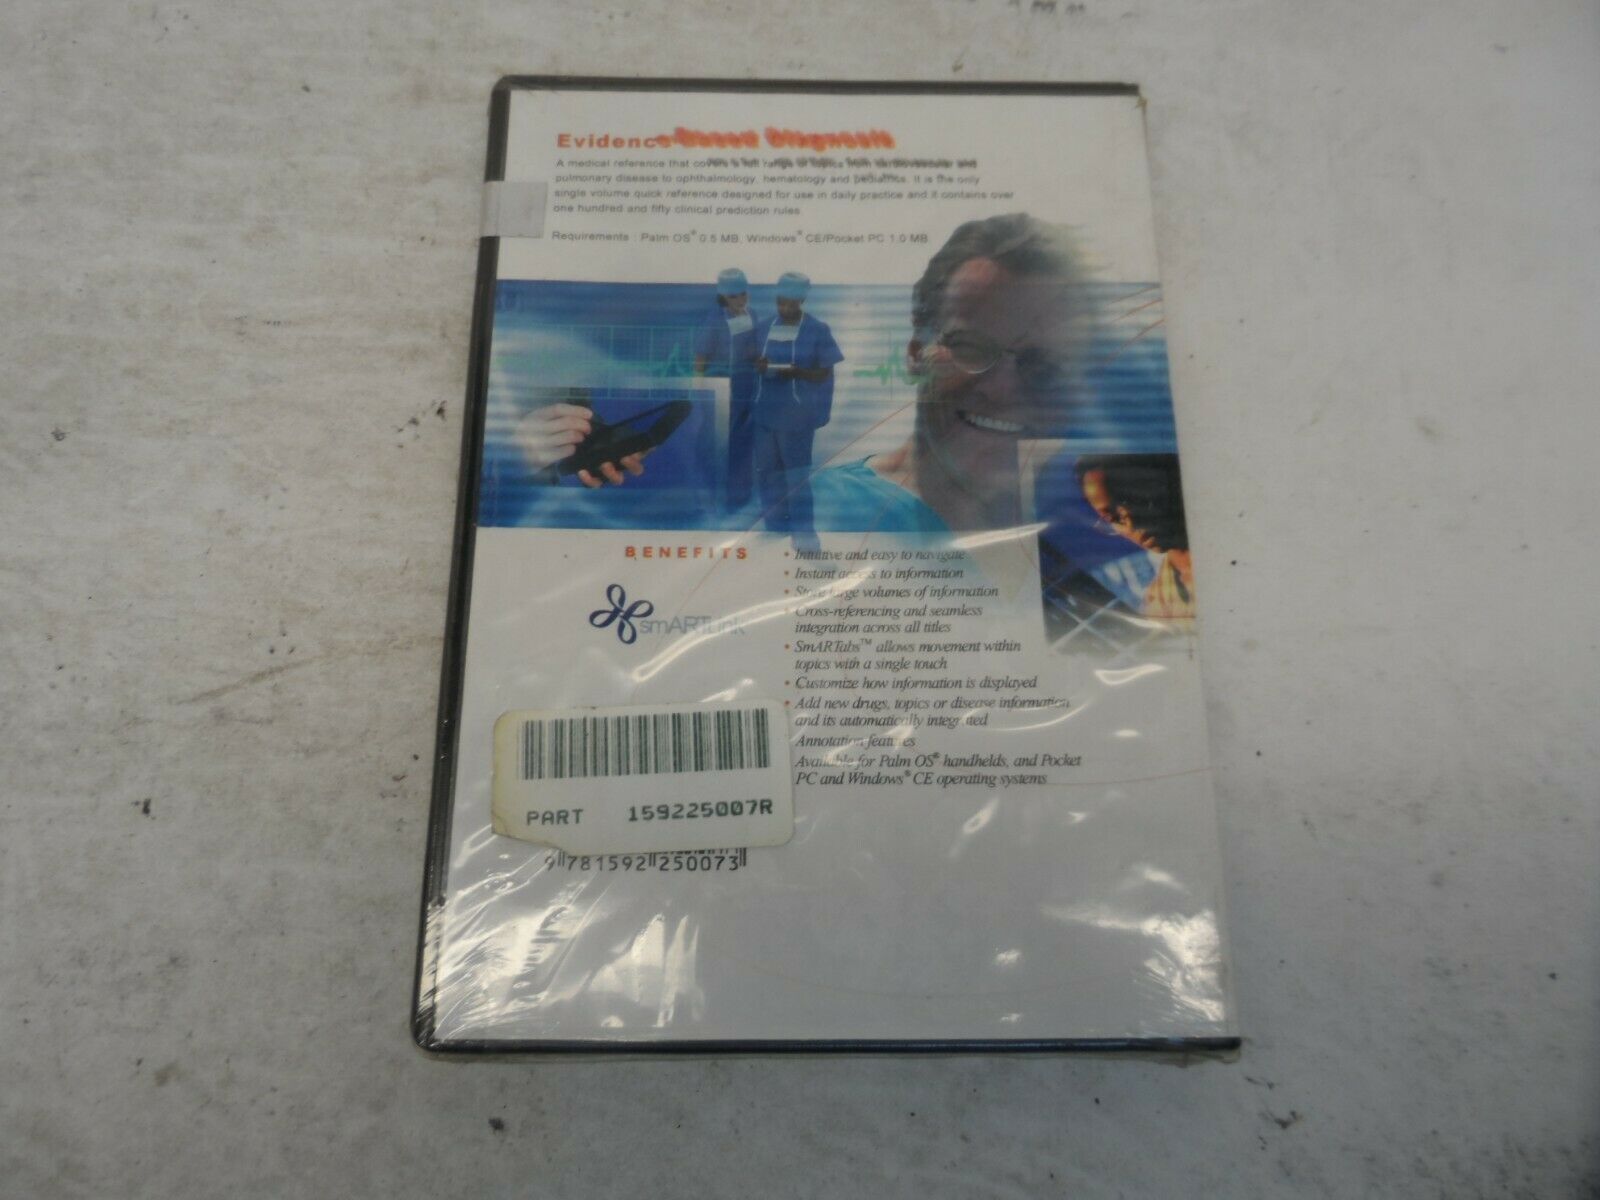 Evidence-Based Diagnosis
A medical reference that covers a full range of topics from cardiovascular and
pulmonary disease to ophthalmology, hematology and pediatrics. It is the only
single volume quick reference designed for use in daily practice and it contains over
one hundred and fifty clinical prediction rules.
Requirements : Palm OS® 0.5 MB, Windows® CE/Pocket PC 1.0 MB
BENEFITS
smARTLink
• Intuitive and easy to navigate
• Instant access to information
• Store large volumes of information
• Cross-referencing and seamless
integration across all titles
• SmARTabs™ allows movement within
topics with a single touch
• Customize how information is displayed
• Add new drugs, topics or disease information
and its automatically integrated
Annotation features
Available for Palm OS® handhelds, and Pocket
PC and Windows® CE operating systems
PART 159225007R
9 781592 250073